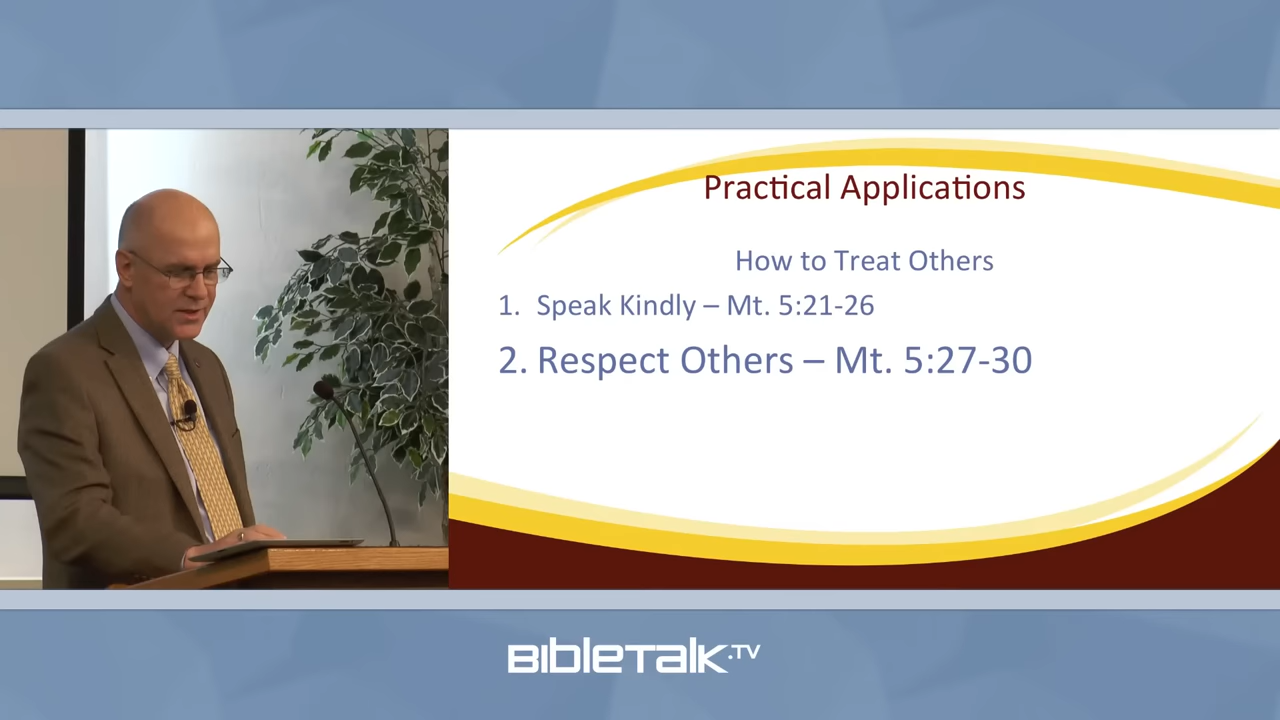 Practical Applications
How to Treat Others
1. Speak Kindly – Mt. 5:21-26
2. Respect Others – Mt. 5:27-30
BibleTalk.TV